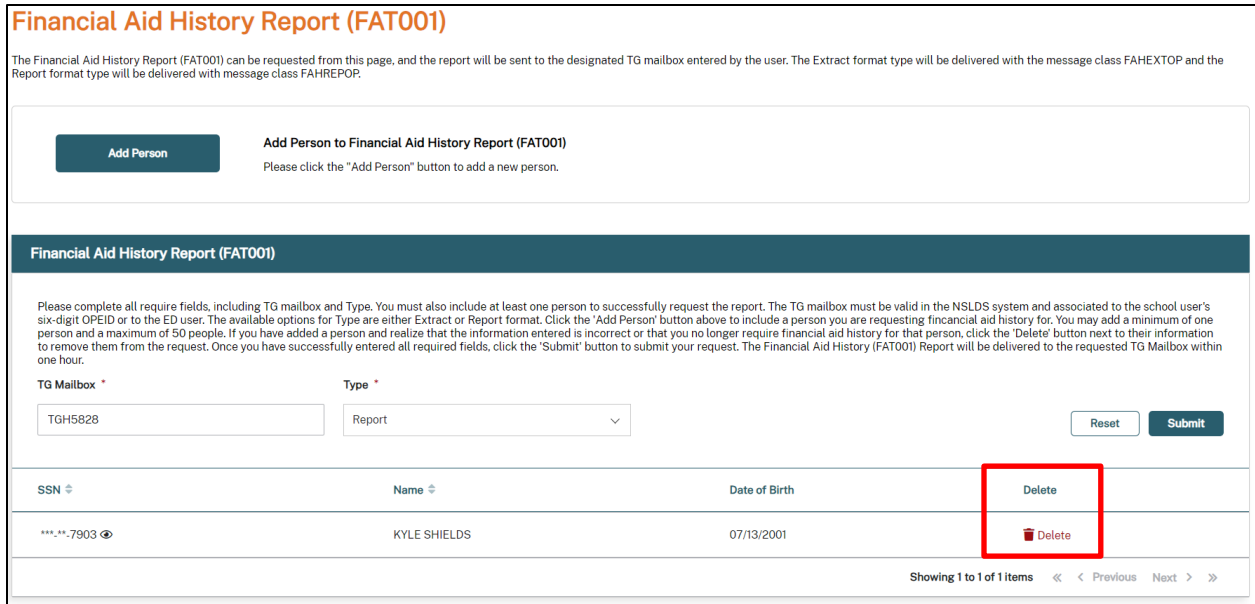 Financial Aid History Report (FAT001)
The Financial Aid History Report (FAT001) can be requested from this page, and the report will be sent to the designated TG mailbox entered by the user. The Extract format type will be delivered with the message class FAHEXTOP and the
Report format type will be delivered with message class FAHREPOP.
Add Person
Add Person to Financial Aid History Report (FAT001)
Please click the "Add Person" button to add a new person.
Financial Aid History Report (FAT001)
Please complete all require fields, including TG mailbox and Type. You must also include at least one person to successfully request the report. The TG mailbox must be valid in the NSLDS system and associated to the school user's
six-digit OPEID or to the ED user. The available options for Type are either Extract or Report format. Click the 'Add Person' button above to include a person you are requesting fincancial aid history for. You may add a minimum of one
person and a maximum of 50 people. If you have added a person and realize that the information entered is incorrect or that you no longer require financial aid history for that person, click the 'Delete' button next to their information
to remove them from the request. Once you have successfully entered all required fields, click the 'Submit' button to submit your request. The Financial Aid History (FAT001) Report will be delivered to the requested TG Mailbox within
one hour.
TG Mailbox * Type *
TGH5828 Report Reset Submit
SSN Name Date of Birth Delete
***-**-7903 KYLE SHIELDS 07/13/2001 Delete
Showing 1 to 1 of 1 items « < Previous Next > »